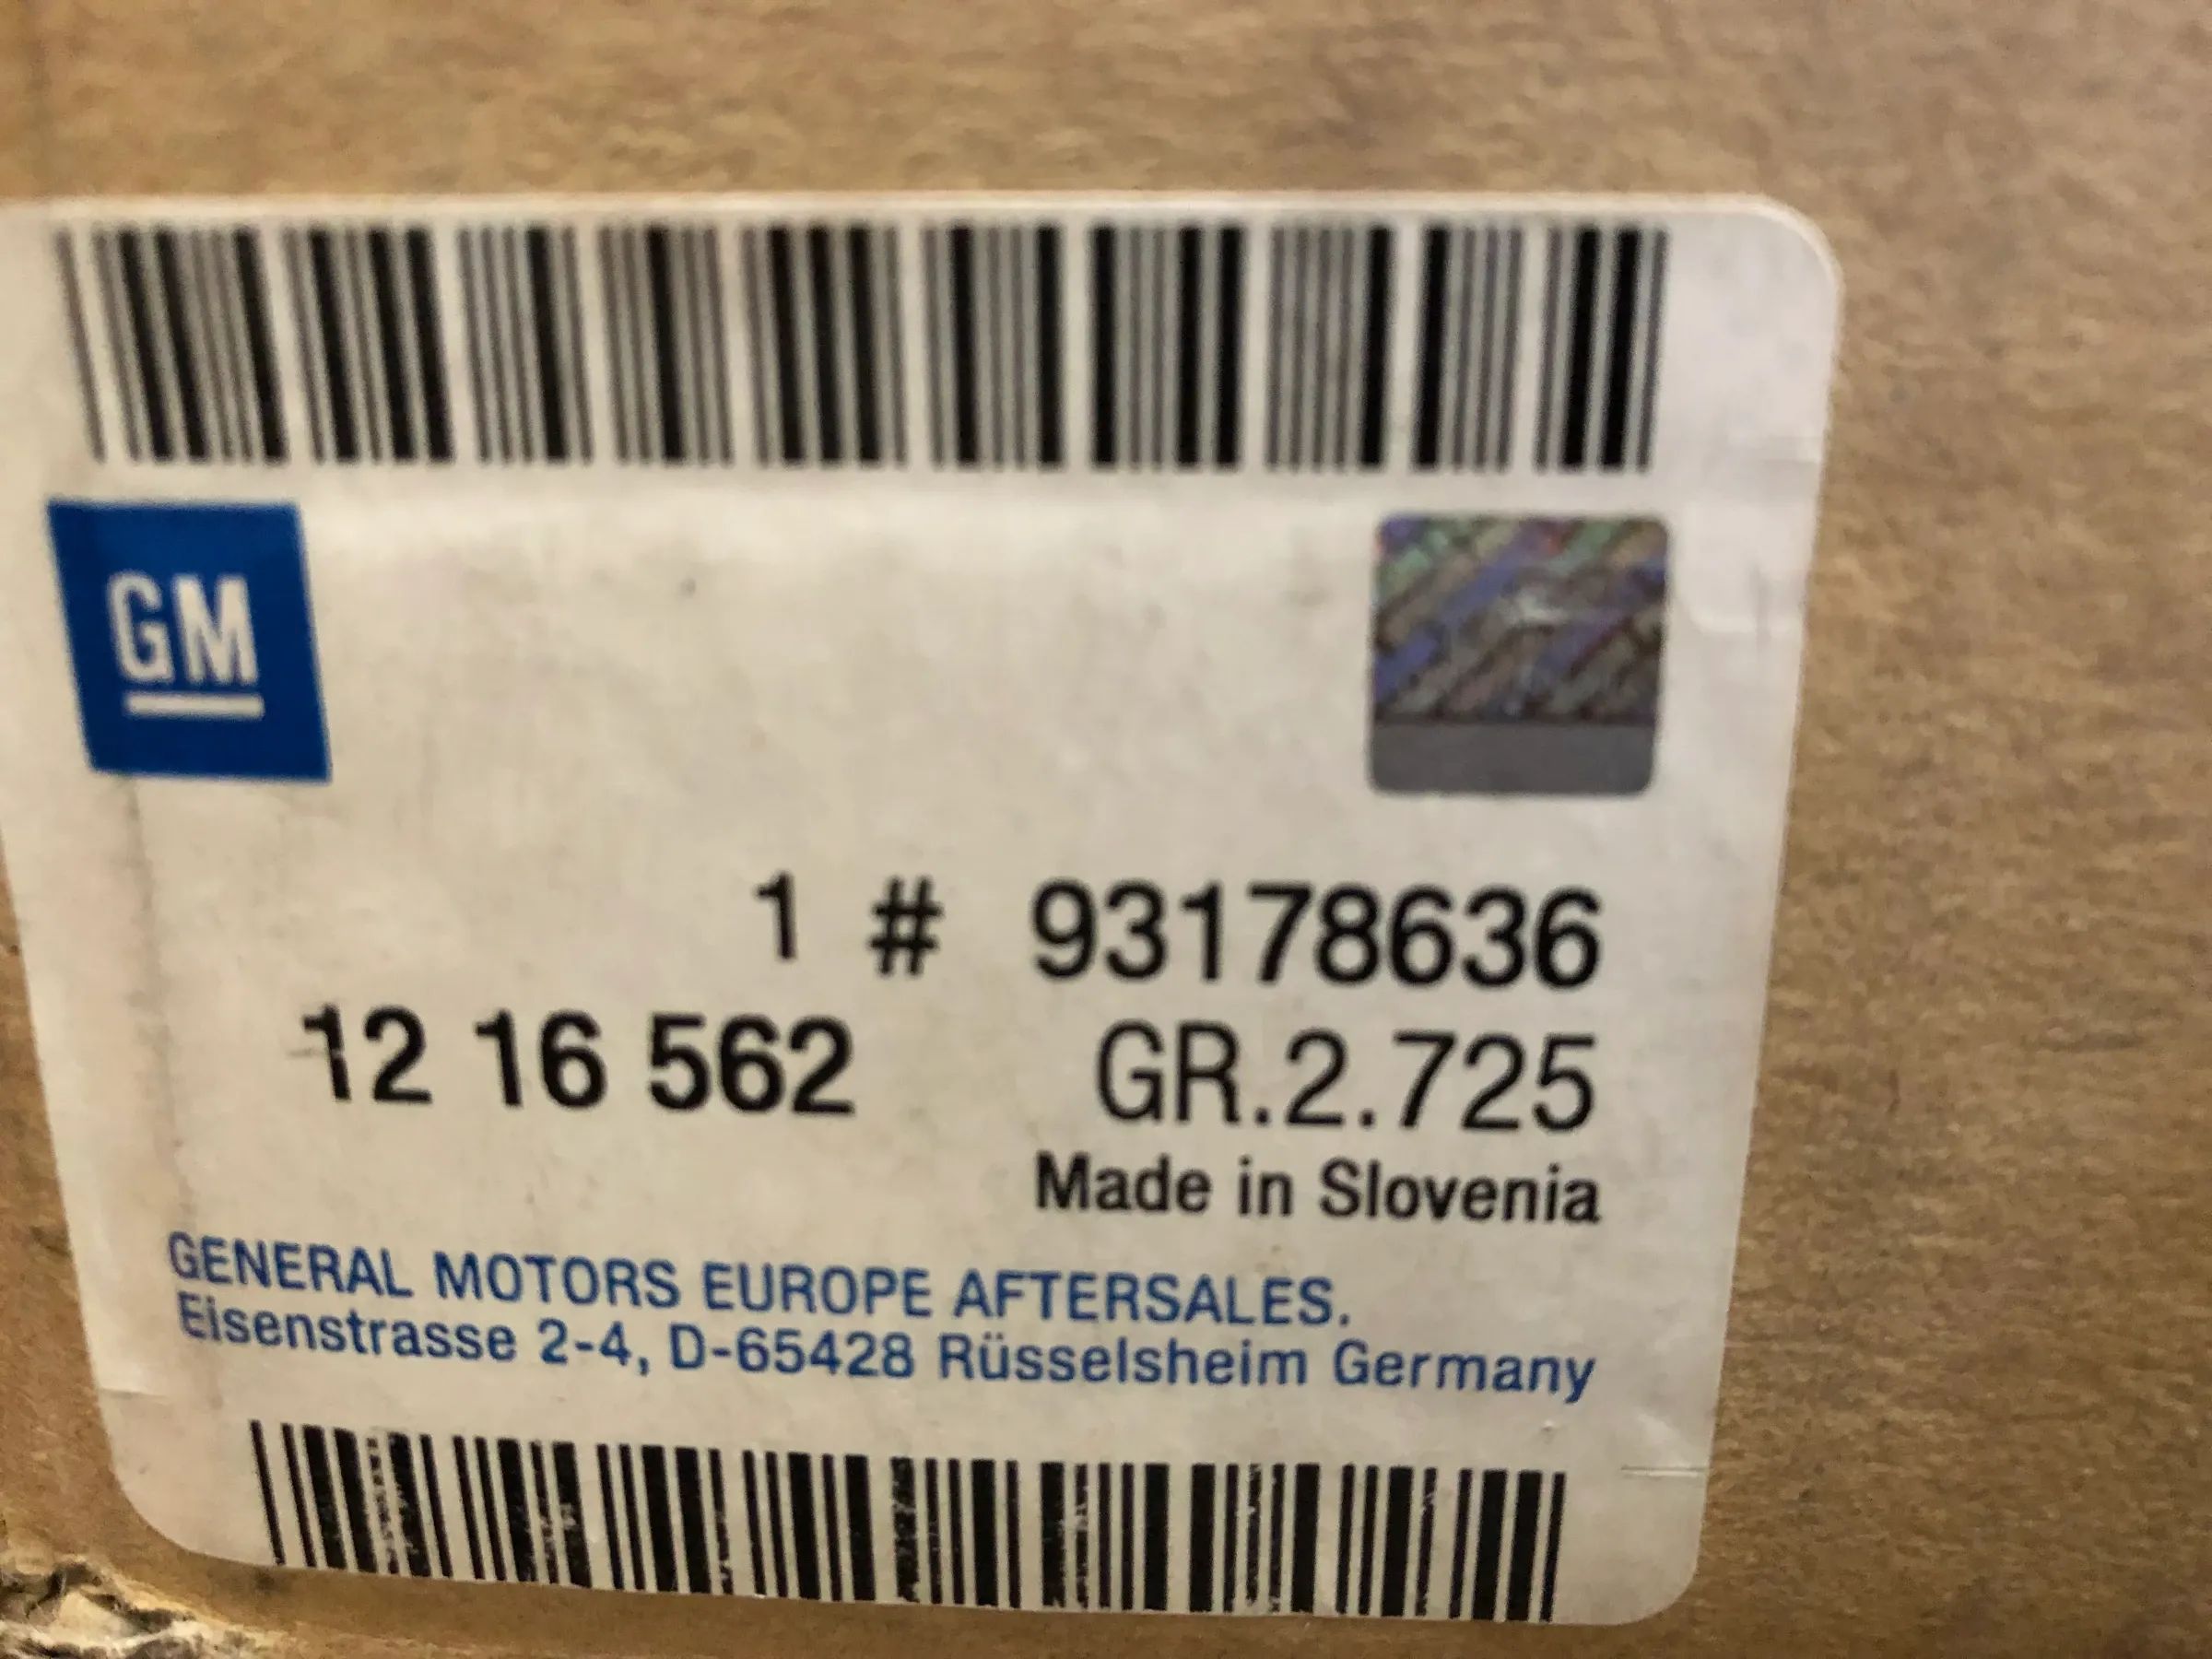 GM
1 # 93178636
12 16 562 GR.2.725
Made in Slovenia
GENERAL MOTORS EUROPE AFTERSALES.
Eisenstrasse 2-4, D-65428 Rüsselsheim Germany